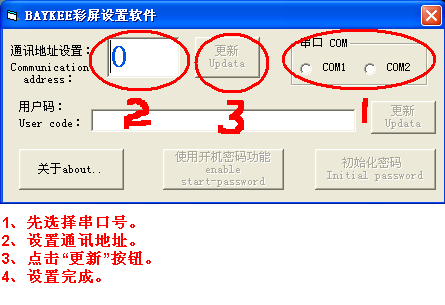 BAYKEE彩屏设置软件
通讯地址设置：
Communication
address:
0
更新
Updata
串口 COM
COM1
COM2
2
3
1
用户码：
User code:
更新
Updata
关于about..
使用开机密码功能
enable
start-password
初始化密码
Initial password
1、先选择串口号。
2、设置通讯地址。
3、点击“更新”按钮。
4、设置完成。